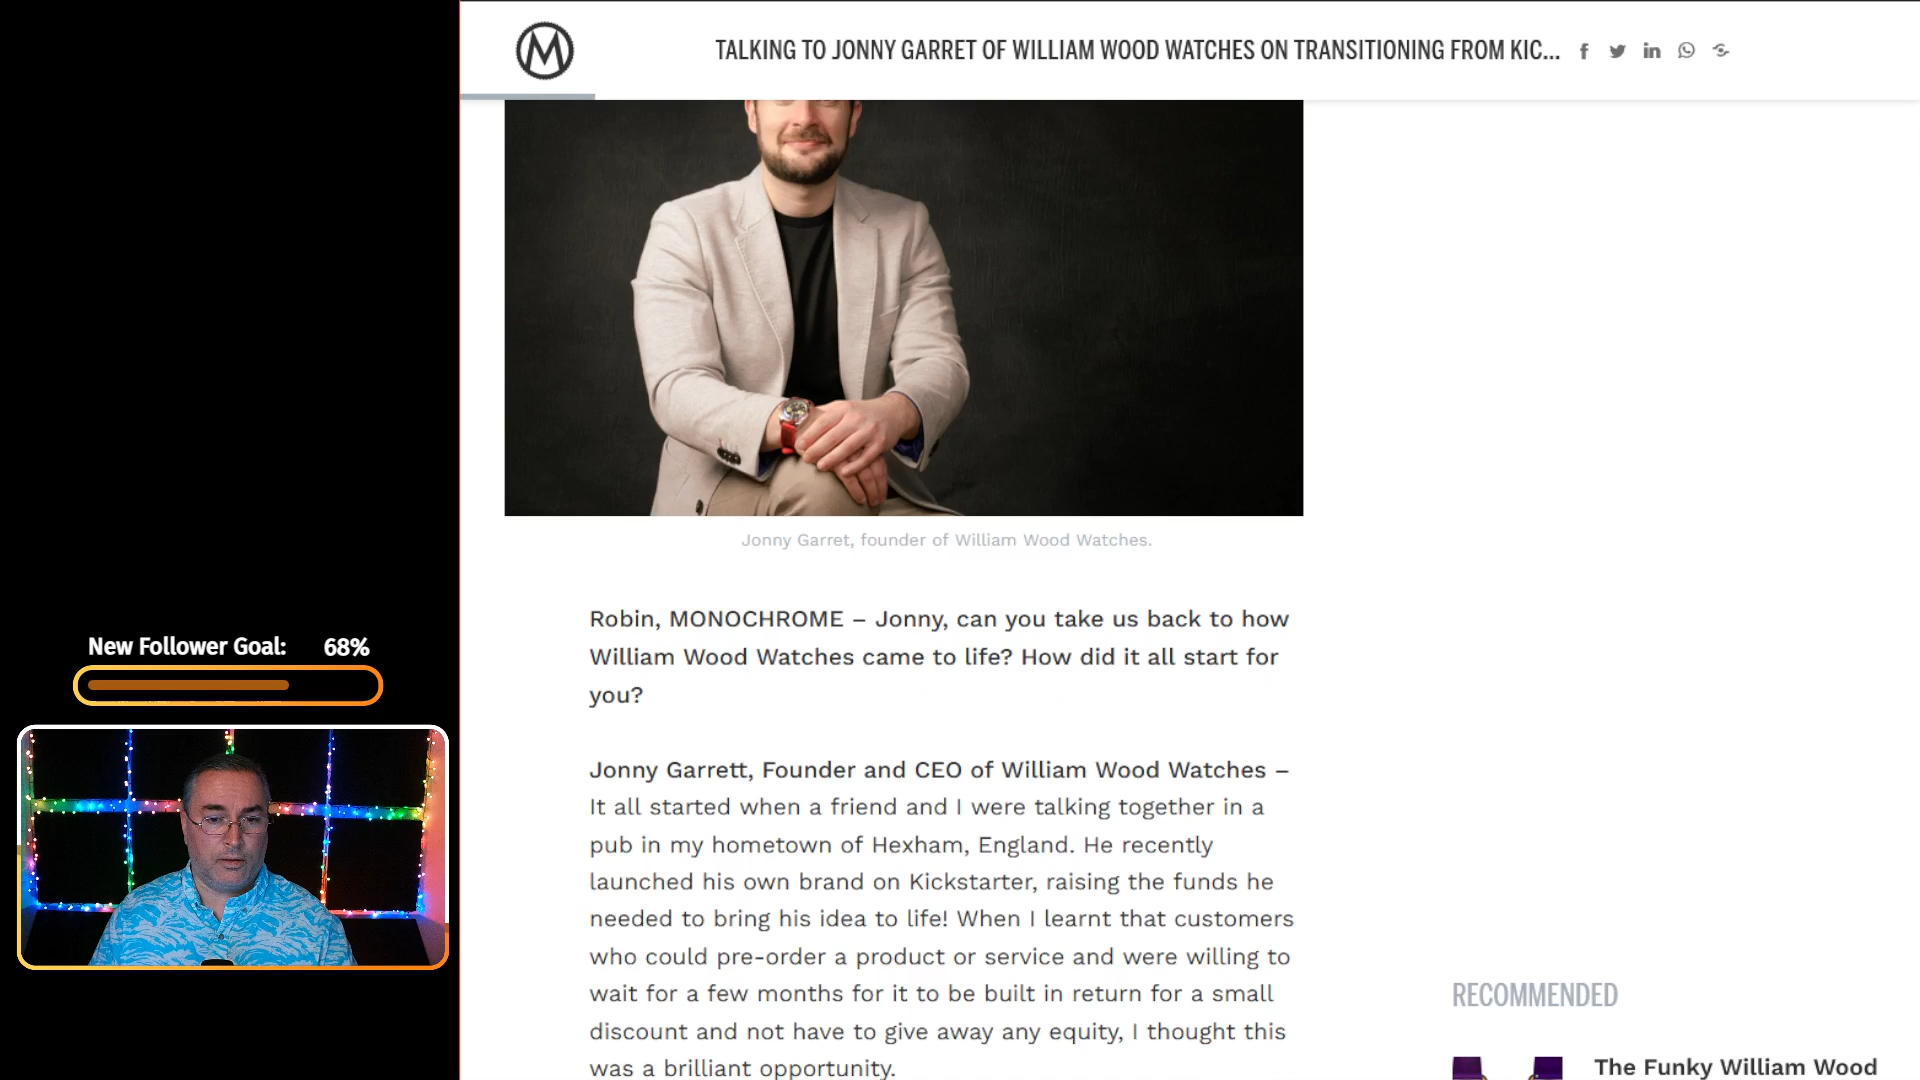 TALKING TO JONNY GARRET OF WILLIAM WOOD WATCHES ON TRANSITIONING FROM KIC...
Jonny Garret, founder of William Wood Watches.
Robin, MONOCHROME – Jonny, can you take us back to how
William Wood Watches came to life? How did it all start for
you?
Jonny Garrett, Founder and CEO of William Wood Watches –
It all started when a friend and I were talking together in a
pub in my hometown of Hexham, England. He recently
launched his own brand on Kickstarter, raising the funds he
needed to bring his idea to life! When I learnt that customers
who could pre-order a product or service and were willing to
wait for a few months for it to be built in return for a small
discount and not have to give away any equity, I thought this
was a brilliant opportunity.
RECOMMENDED
The Funky William Wood
New Follower Goal: 68%